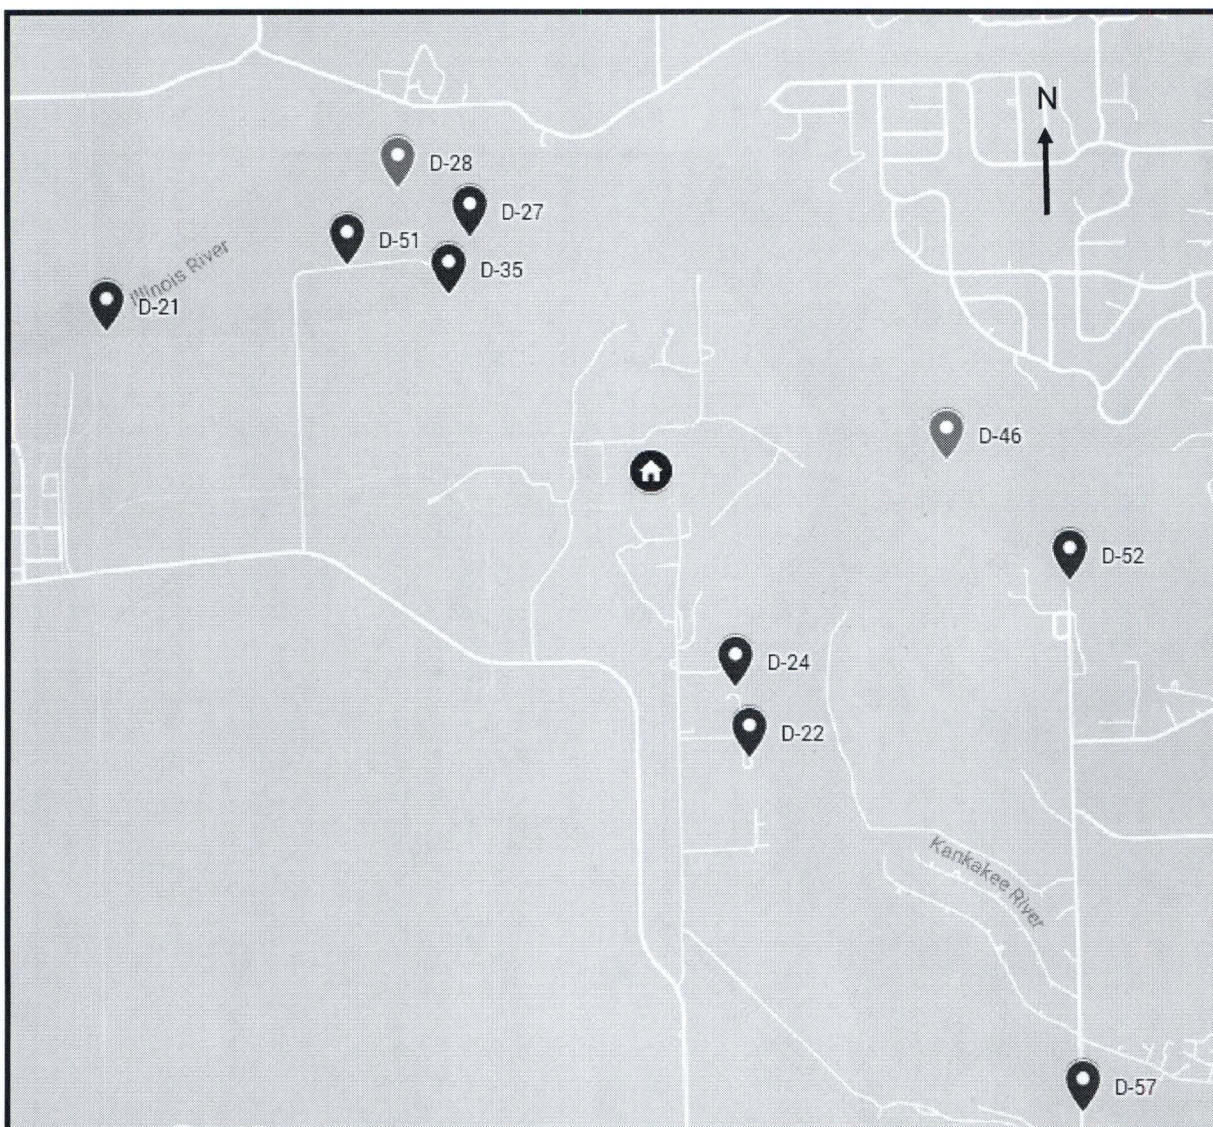 N
D-28
D-27
D-51
D-35
Illinois River
D-21
D-46
D-52
D-24
D-22
Kankakee River
D-57